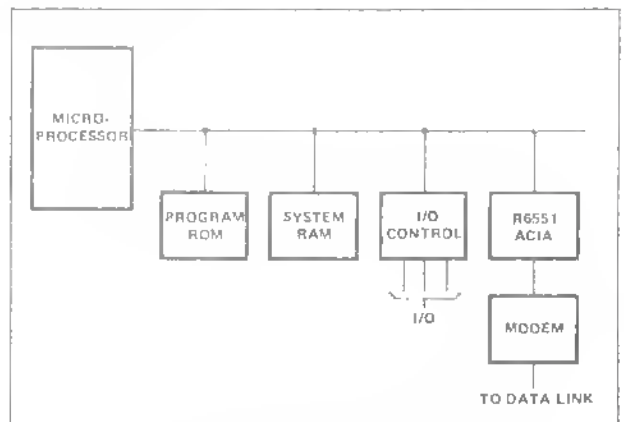 MICRO-
PROCESSOR
PROGRAM
ROM
SYSTEM
RAM
I/O
CONTROL
R6551
ACIA
I/O
MODEM
TO DATA LINK